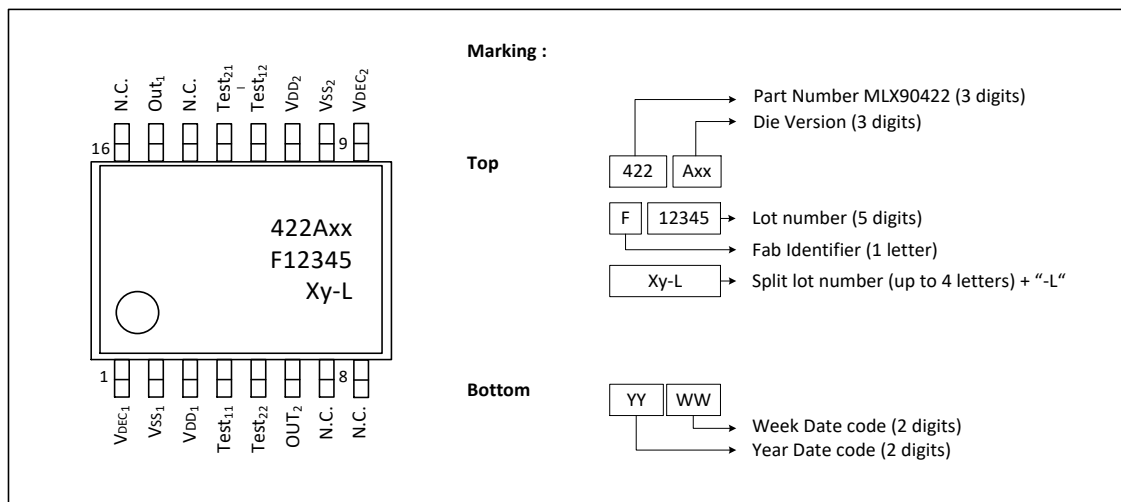 Marking :
N.C. Out1 N.C. Test21 _ Test12 VDD2 VSS2 VDEC2
16 9
422Axx
F12345
Xy-L
1 8
VDEC1 VSS1 VDD1 Test11 Test22 OUT2 N.C. N.C.
Part Number MLX90422 (3 digits)
Die Version (3 digits)
Top
422 Axx
F 12345 Lot number (5 digits)
Fab Identifier (1 letter)
Xy-L Split lot number (up to 4 letters) + “-L“
Bottom
YY WW
Week Date code (2 digits)
Year Date code (2 digits)